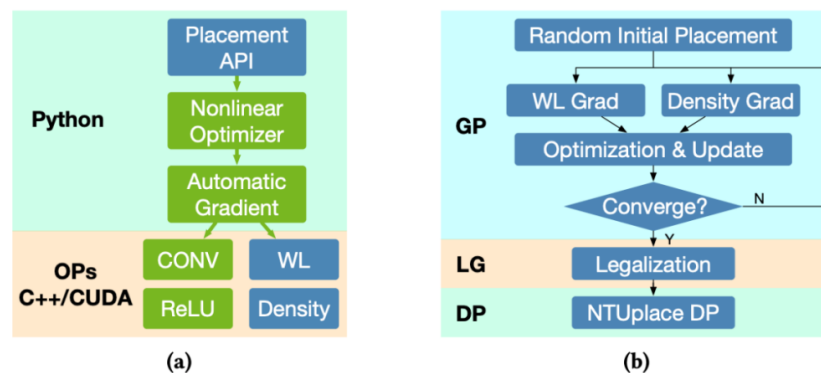 Placement
API
Python
Nonlinear
Optimizer
Automatic
Gradient
OPs
C++/CUDA
CONV
WL
ReLU
Density
(a)
Random Initial Placement
GP
WL Grad
Density Grad
Optimization & Update
Converge?
N
Y
LG
Legalization
DP
NTUplace DP
(b)